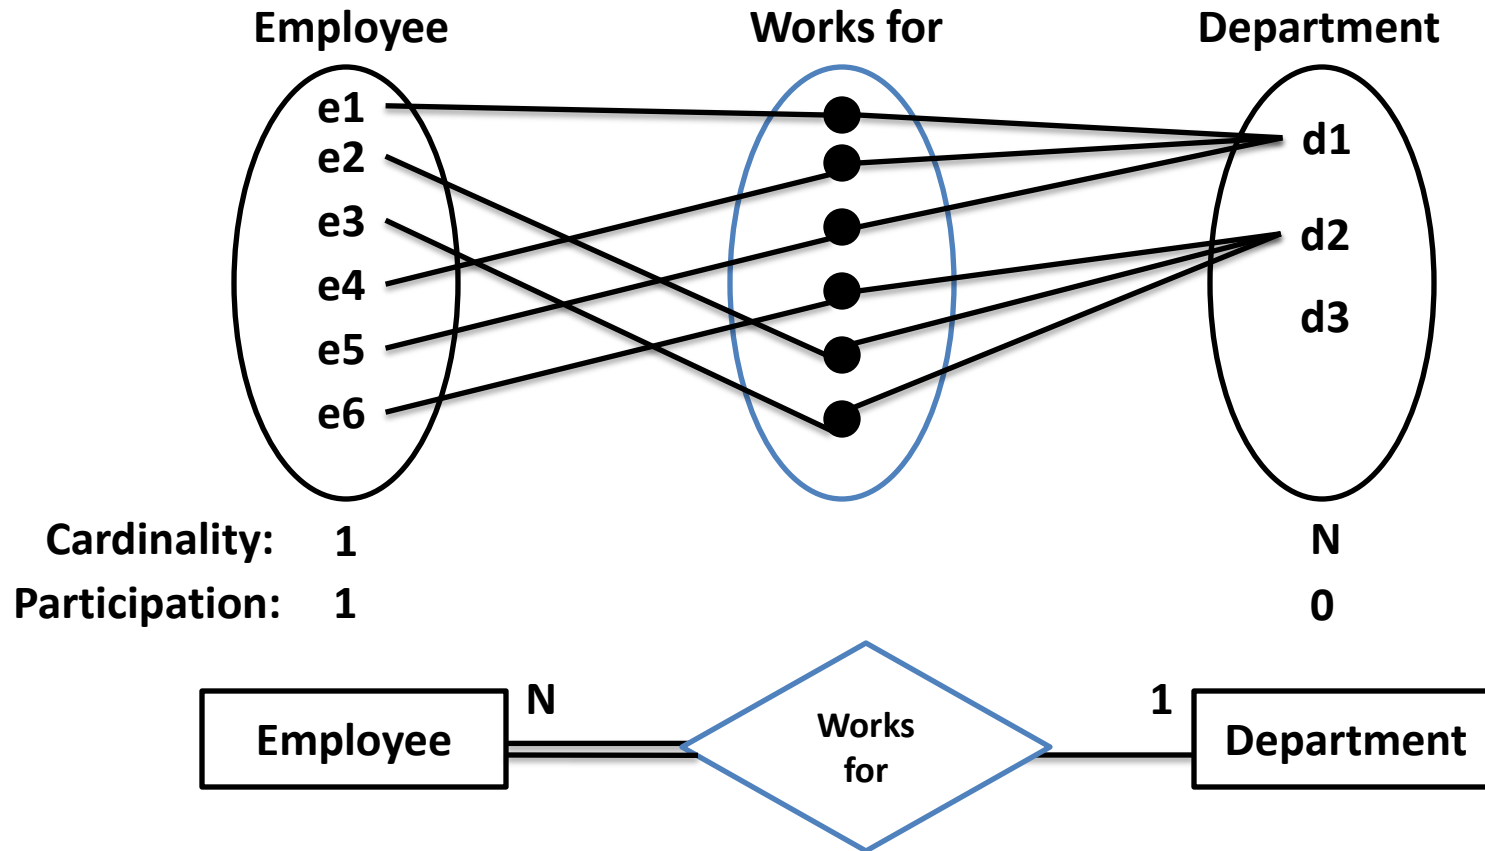 Employee Works for Department
e1
e2
e3
e4
e5
e6
d1
d2
d3
Cardinality: 1 N
Participation: 1 0
N 1
Employee
Works
for
Department